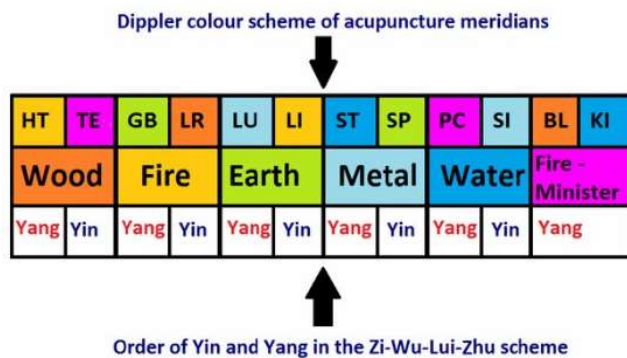 Dippler colour scheme of acupuncture meridians
HT TE GB LR LU LI ST SP PC SI BL KI
Wood Fire Earth Metal Water Fire - Minister
Yang Yin Yang Yin Yang Yin Yang Yin Yang Yin Yang
Order of Yin and Yang in the Zi-Wu-Lui-Zhu scheme